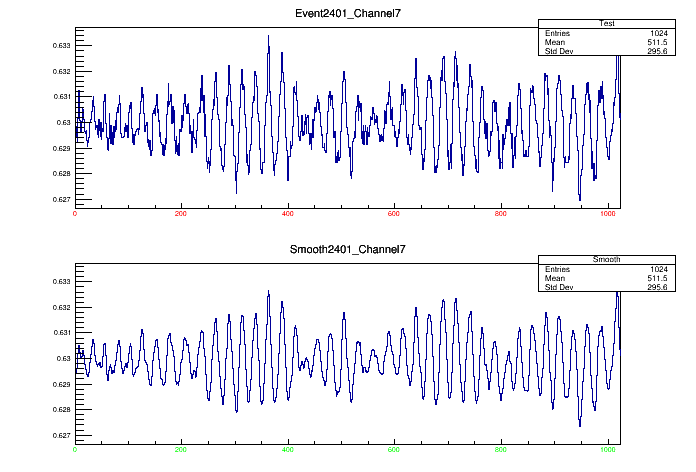 Event2401_Channel7
Test
Entries 1024
Mean 511.5
Std Dev 295.6
0.633
0.632
0.631
0.63
0.629
0.628
0.627
0 200 400 600 800 1000
Smooth2401_Channel7
Smooth
Entries 1024
Mean 511.5
Std Dev 295.6
0.633
0.632
0.631
0.63
0.629
0.628
0.627
0 200 400 600 800 1000